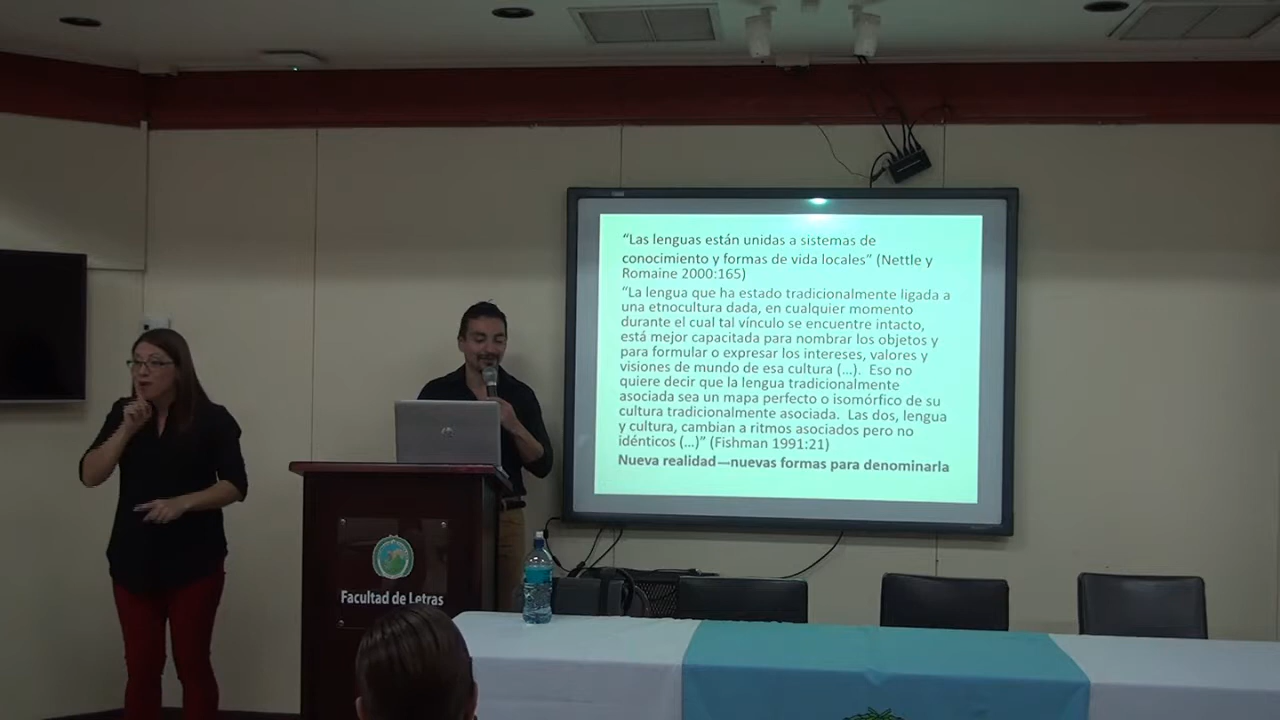 “Las lenguas están unidas a sistemas de
conocimiento y formas de vida locales” (Nettle y
Romaine 2000:165)
“La lengua que ha estado tradicionalmente ligada a
una etnocultura dada, en cualquier momento
durante el cual tal vínculo se encuentre intacto,
está mejor capacitada para nombrar los objetos y
para formular o expresar los intereses, valores y
visiones de mundo de esa cultura (…).  Eso no
quiere decir que la lengua tradicionalmente
asociada sea un mapa perfecto o isomórfico de su
cultura tradicionalmente asociada.  Las dos, lengua
y cultura, cambian a ritmos asociados pero no
idénticos (…)” (Fishman 1991:21)
Nueva realidad—nuevas formas para denominarla
Facultad de Letras